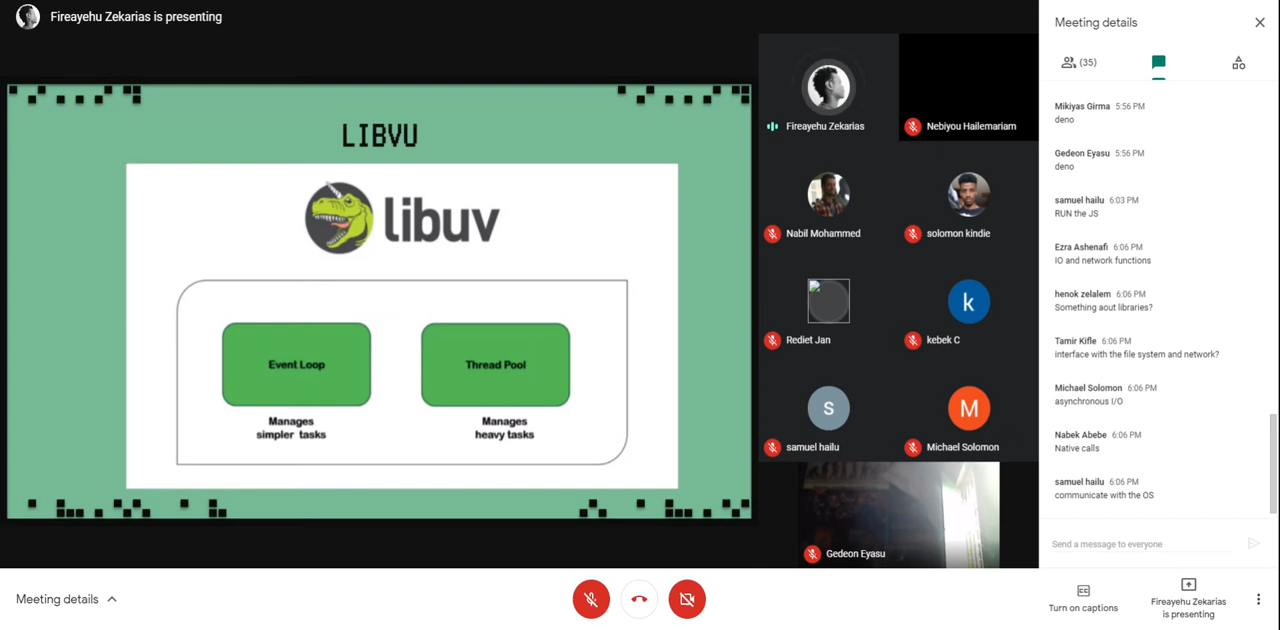 Fireayehu Zekarias is presenting
LIBVU
libuv
Event Loop
Thread Pool
Manages
simpler tasks
Manages
heavy tasks
Fireayehu Zekarias
Nebiyou Hailemariam
Nabil Mohammed
solomon kindie
Rediet Jan
k
kebek C
s
samuel hailu
M
Michael Solomon
Gedeon Eyasu
Meeting details
(35)
Mikiyas Girma 5:56 PM
deno
Gedeon Eyasu 5:56 PM
deno
samuel hailu 6:03 PM
RUN the JS
Ezra Ashenafi 6:06 PM
IO and network functions
henok zelalem 6:06 PM
Something aout libraries?
Tamir Kifle 6:06 PM
interface with the file system and network?
Michael Solomon 6:06 PM
asynchronous I/O
Nabek Abebe 6:06 PM
Native calls
samuel hailu 6:06 PM
communicate with the OS
Send a message to everyone
Meeting details
CC
Turn on captions
Fireayehu Zekarias
is presenting